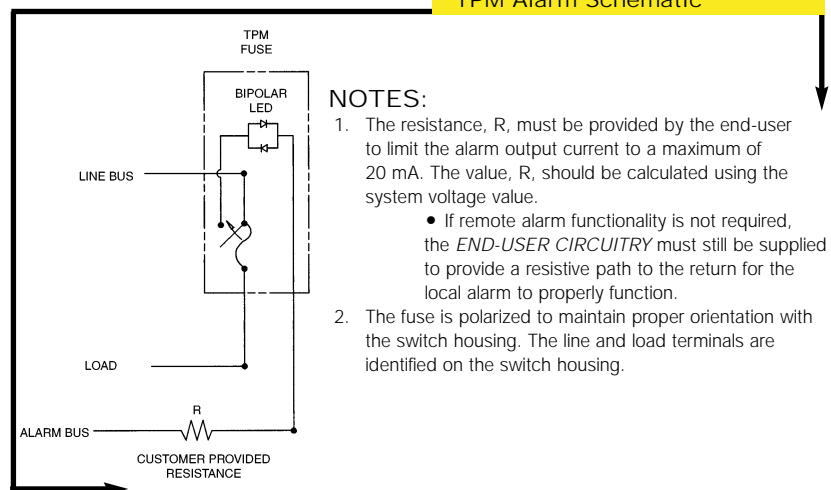 TPM Alarm Schematic
TPM
FUSE
BIPOLAR
LED
LINE BUS
LOAD
R
ALARM BUS
CUSTOMER PROVIDED
RESISTANCE
NOTES:
1. The resistance, R, must be provided by the end-user
to limit the alarm output current to a maximum of
20 mA. The value, R, should be calculated using the
system voltage value.
• If remote alarm functionality is not required,
the END-USER CIRCUITRY must still be supplied
to provide a resistive path to the return for the
local alarm to properly function.
2. The fuse is polarized to maintain proper orientation with
the switch housing. The line and load terminals are
identified on the switch housing.